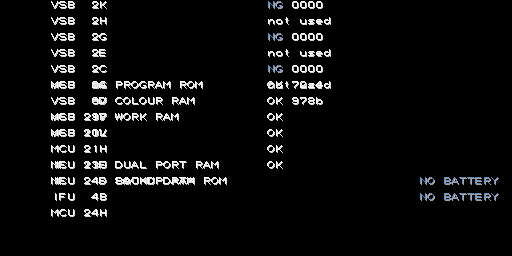 VSB 2K NG 0000
VSB 2H not used
VSB 2G NG 0000
VSB 2E not used
VSB 2C NG 0000
PROGRAM ROM
VSB COLOUR RAM OK 978b
WORK RAM OK
OK
MCU 21H OK
DUAL PORT RAM OK
ROM NO BATTERY
IFU 4B NO BATTERY
MCU 24H